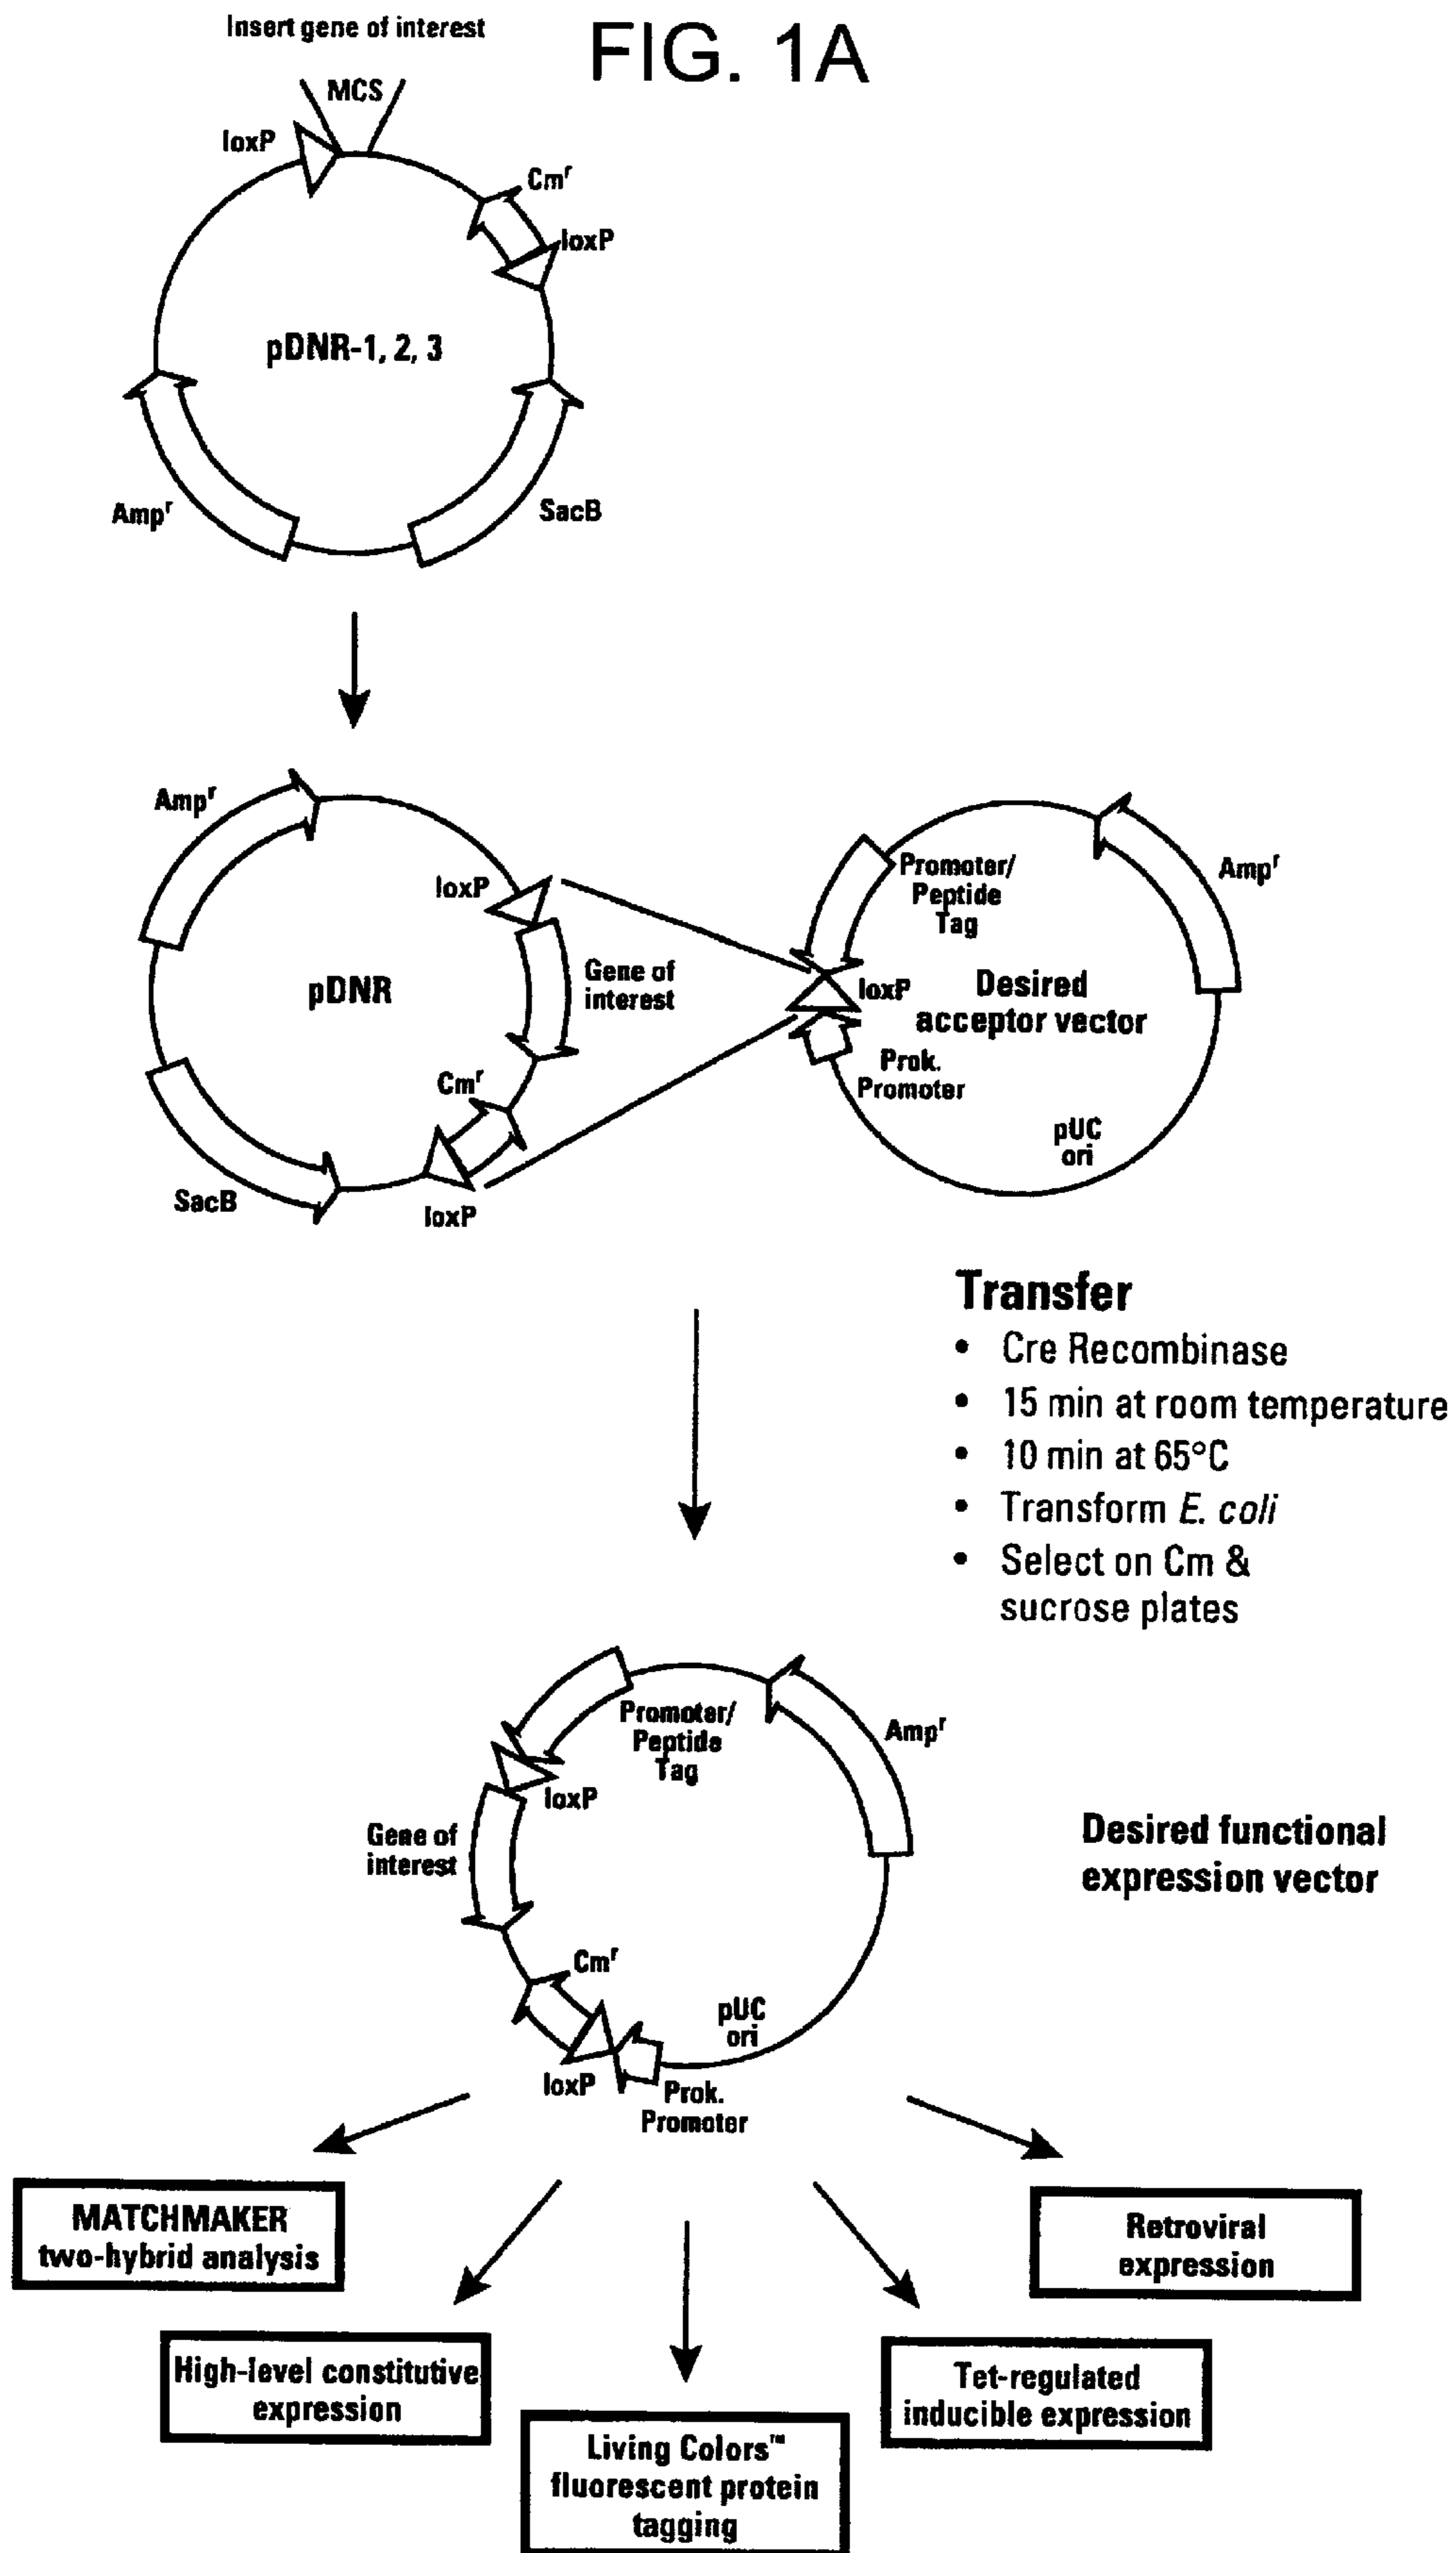 Insert gene of interest
FIG. 1A
MCS
loxP
Cmʳ
loxP
pDNR-1, 2, 3
Ampʳ
SacB
Ampʳ
loxP
pDNR
Gene of
interest
Cmʳ
SacB
loxP
Promoter/
Peptide
Tag
Ampʳ
loxP
Desired
acceptor vector
Prok.
Promoter
pUC
ori
Transfer
• Cre Recombinase
• 15 min at room temperature
• 10 min at 65°C
• Transform E. coli
• Select on Cm &
sucrose plates
Promoter/
Peptide
Tag
Ampʳ
loxP
Gene of
interest
Desired functional
expression vector
Cmʳ
pUC
ori
loxP
Prok.
Promoter
MATCHMAKER
two-hybrid analysis
Retroviral
expression
High-level constitutive
expression
Tet-regulated
inducible expression
Living Colors™
fluorescent protein
tagging